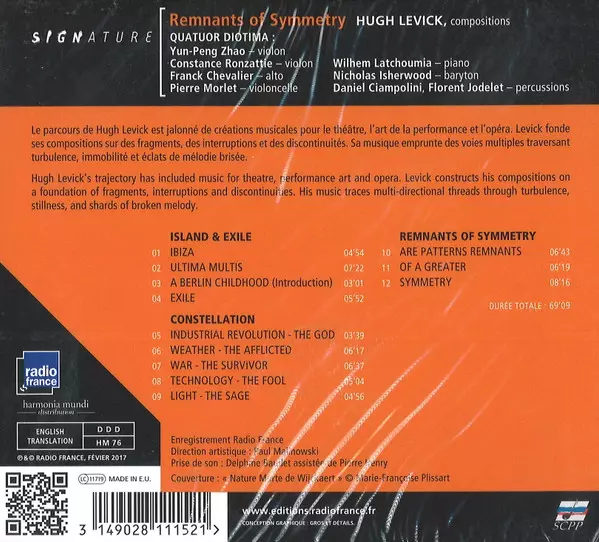 SIGNATURE
Remnants of Symmetry HUGH LEVICK, compositions
QUATUOR DIOTIMA :
Yun-Peng Zhao – violon
Constance Ronzattie – violon
Franck Chevalier – alto
Pierre Morlet – violoncelle
Wilhem Latchoumia – piano
Nicholas Isherwood – baryton
Daniel Ciampolini, Florent Jodelet – percussions
Le parcours de Hugh Levick est jalonné de créations musicales pour le théâtre, l'art de la performance et l'opéra. Levick fonde
ses compositions sur des fragments, des interruptions et des discontinuités. Sa musique emprunte des voies multiples traversant
turbulence, immobilité et éclats de mélodie brisée.
Hugh Levick's trajectory has included music for theatre, performance art and opera. Levick constructs his compositions on
a foundation of fragments, interruptions and discontinuities. His music traces multi-directional threads through turbulence,
stillness, and shards of broken melody.
ISLAND & EXILE
01 IBIZA 04'54
02 ULTIMA MULTIS 07'22
03 A BERLIN CHILDHOOD (Introduction) 03'01
04 EXILE 05'52
CONSTELLATION
05 INDUSTRIAL REVOLUTION - THE GOD 03'39
06 WEATHER - THE AFFLICTED 06'17
07 WAR - THE SURVIVOR 06'37
08 TECHNOLOGY - THE FOOL 05'04
09 LIGHT - THE SAGE 04'56
REMNANTS OF SYMMETRY
10 ARE PATTERNS REMNANTS 06'43
11 OF A GREATER 06'19
12 SYMMETRY 08'16
DURÉE TOTALE : 69'09
Enregistrement Radio France
Direction artistique : Paul Malinowski
Prise de son : Delphine Baudet assistée de Pierre Henry
Couverture : « Nature Morte de Wijckaert » © Marie-Françoise Plissart
radio
france
harmonia mundi
distribution
ENGLISH
TRANSLATION
D D D
HM 76
℗ & © RADIO FRANCE, FÉVIER 2017
LC 11719
MADE IN E.U.
3 149028 111521
www.editions.radiofrance.fr
CONCEPTION GRAPHIQUE : GROS ET DÉTAILS.
SCPP